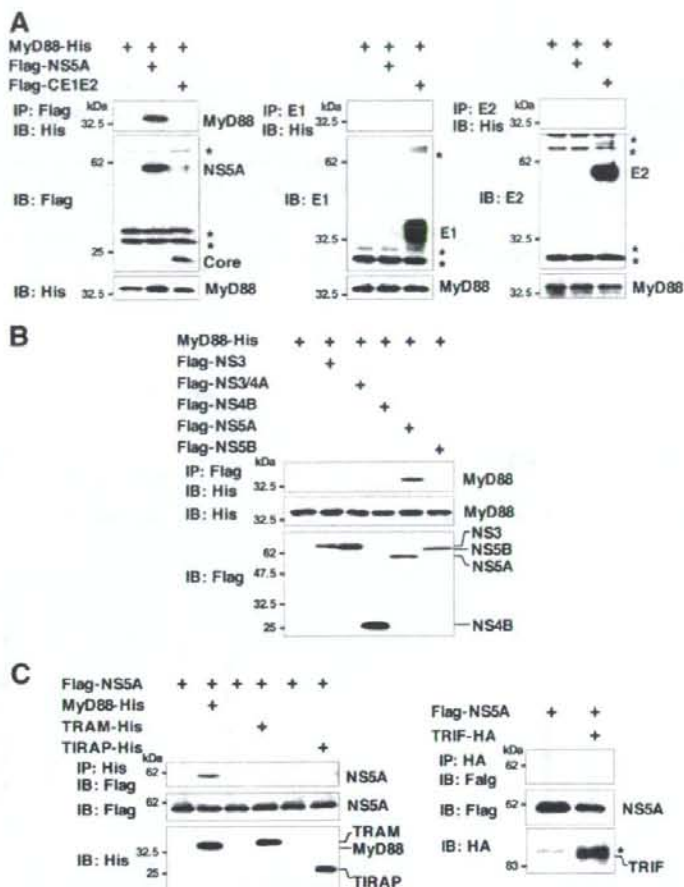 A
MyD88-His + + +
Flag-NS5A +
Flag-CE1E2 +
IP: Flag
IB: His
kDa
32.5
MyD88
62
*
NS5A
IB: Flag
*
*
25
Core
IB: His
32.5
MyD88
+ + +
+
+
IP: E1
IB: His
kDa
32.5
62
*
IB: E1
32.5
E1
*
*
32.5
MyD88
+ + +
+
+
IP: E2
IB: His
kDa
32.5
*
*
62
E2
IB: E2
32.5
*
*
32.5
MyD88
B
MyD88-His + + + + + +
Flag-NS3 +
Flag-NS3/4A +
Flag-NS4B +
Flag-NS5A +
Flag-NS5B +
IP: Flag
IB: His
kDa
32.5
MyD88
IB: His
32.5
MyD88
IB: Flag
62
47.5
32.5
25
NS3
NS5B
NS5A
NS4B
C
Flag-NS5A + + + + + +
MyD88-His +
TRAM-His +
TIRAP-His +
IP: His
IB: Flag
kDa
62
NS5A
IB: Flag
62
NS5A
IB: His
32.5
25
TRAM
MyD88
TIRAP
Flag-NS5A + +
TRIF-HA +
IP: HA
IB: Falg
kDa
62
IB: Flag
62
NS5A
IB: HA
83
*
TRIF